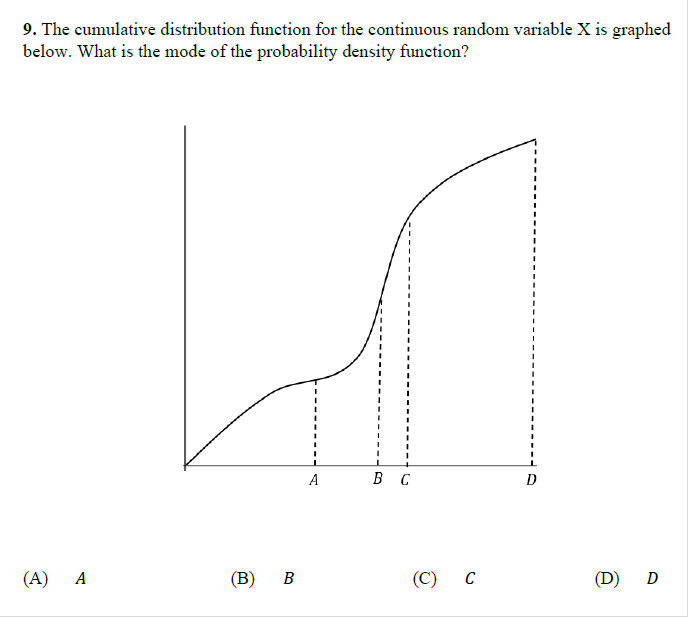 9. The cumulative distribution function for the continuous random variable X is graphed
below. What is the mode of the probability density function?
A B C D
(A) A (B) B (C) C (D) D